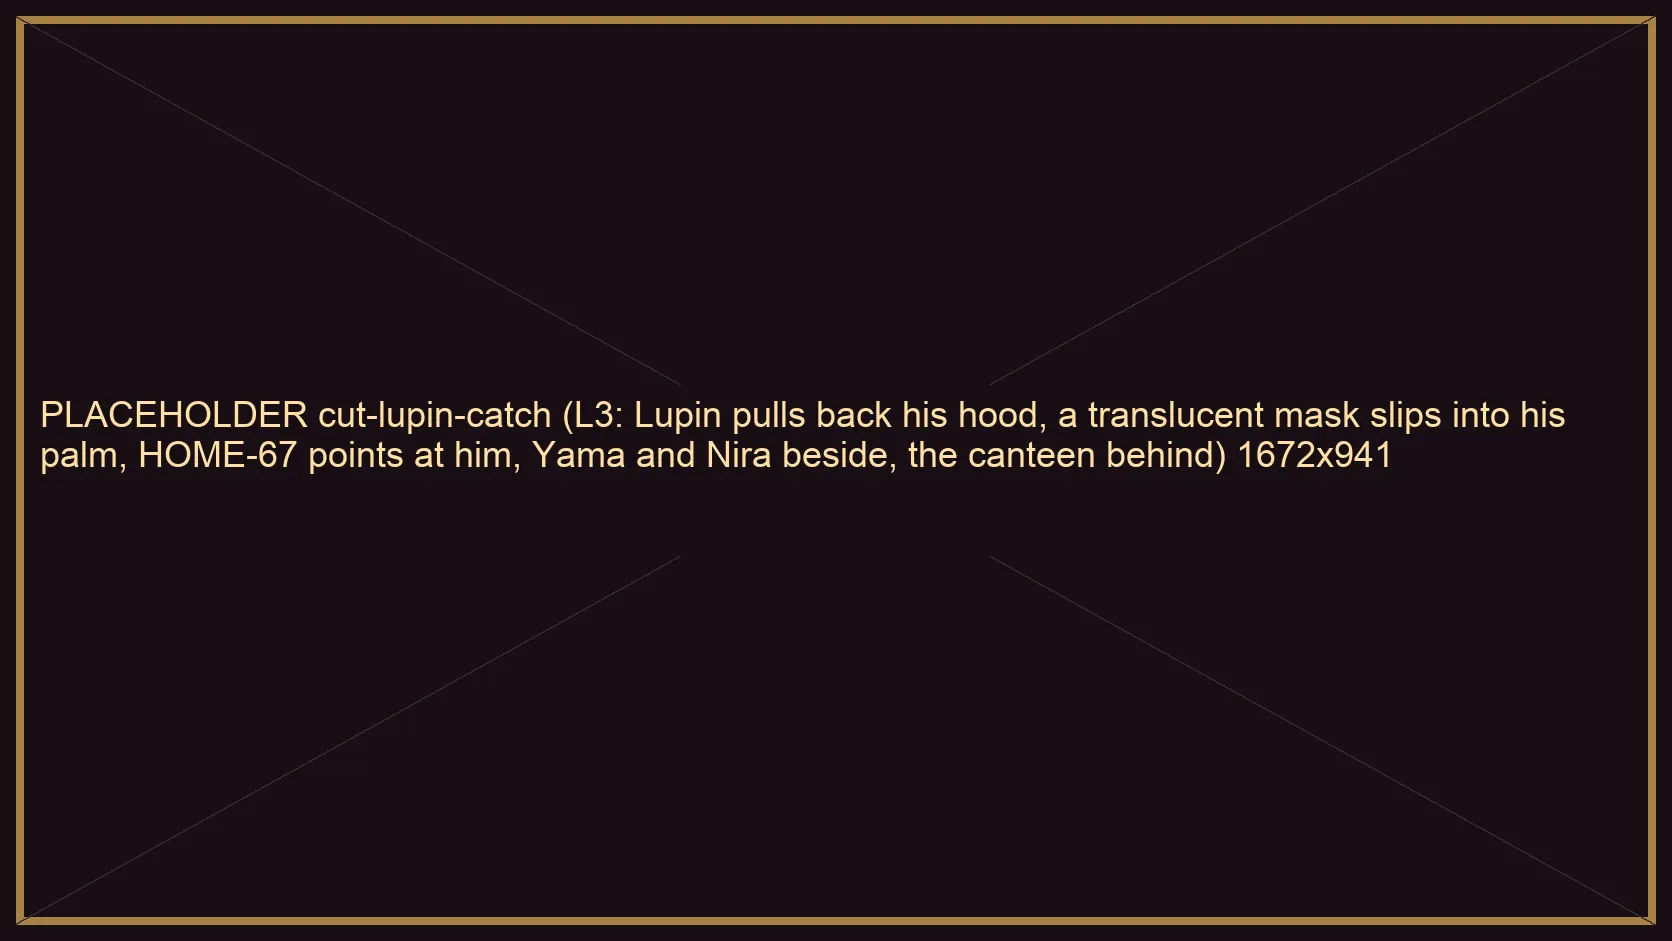 PLACEHOLDER cut-lupin-catch (L3: Lupin pulls back his hood, a translucent mask slips into his
palm, HOME-67 points at him, Yama and Nira beside, the canteen behind) 1672x941